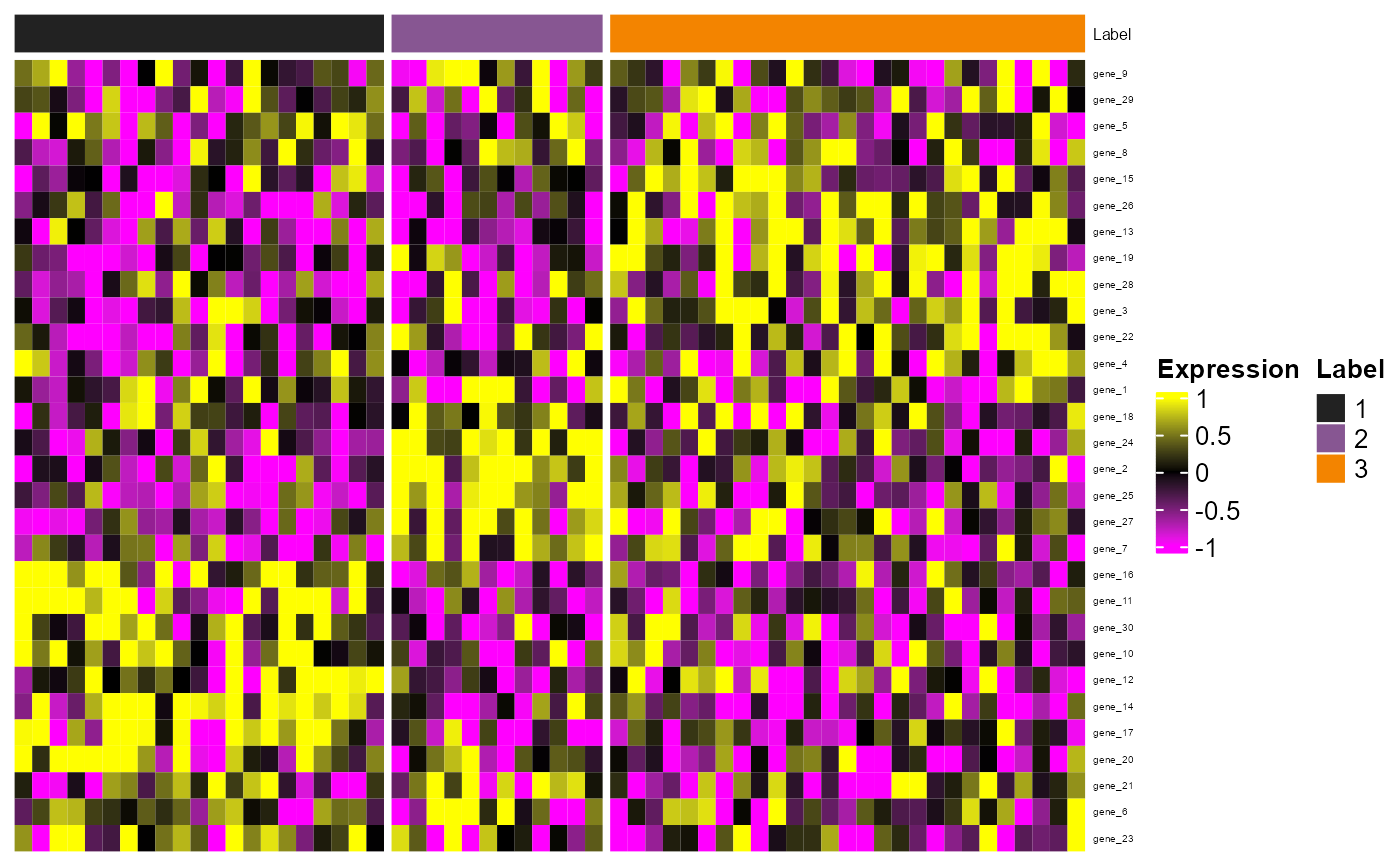 Label
gene_9
gene_29
gene_5
gene_8
gene_15
gene_26
gene_13
gene_19
gene_28
gene_3
gene_22
gene_4
gene_1
gene_18
gene_24
gene_2
gene_25
gene_27
gene_7
gene_16
gene_11
gene_30
gene_10
gene_12
gene_14
gene_17
gene_20
gene_21
gene_6
gene_23
Expression
1
0.5
0
-0.5
-1
Label
1
2
3